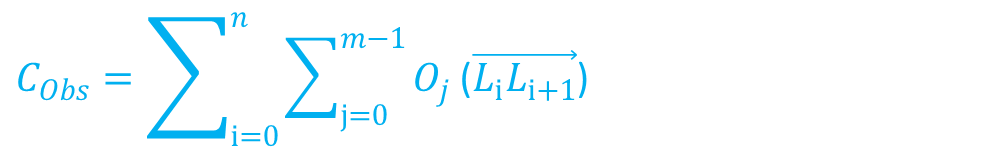 C_{Obs} = \sum_{i=0}^{n} \sum_{j=0}^{m-1} O_j (\overrightarrow{L_i L_{i+1}})